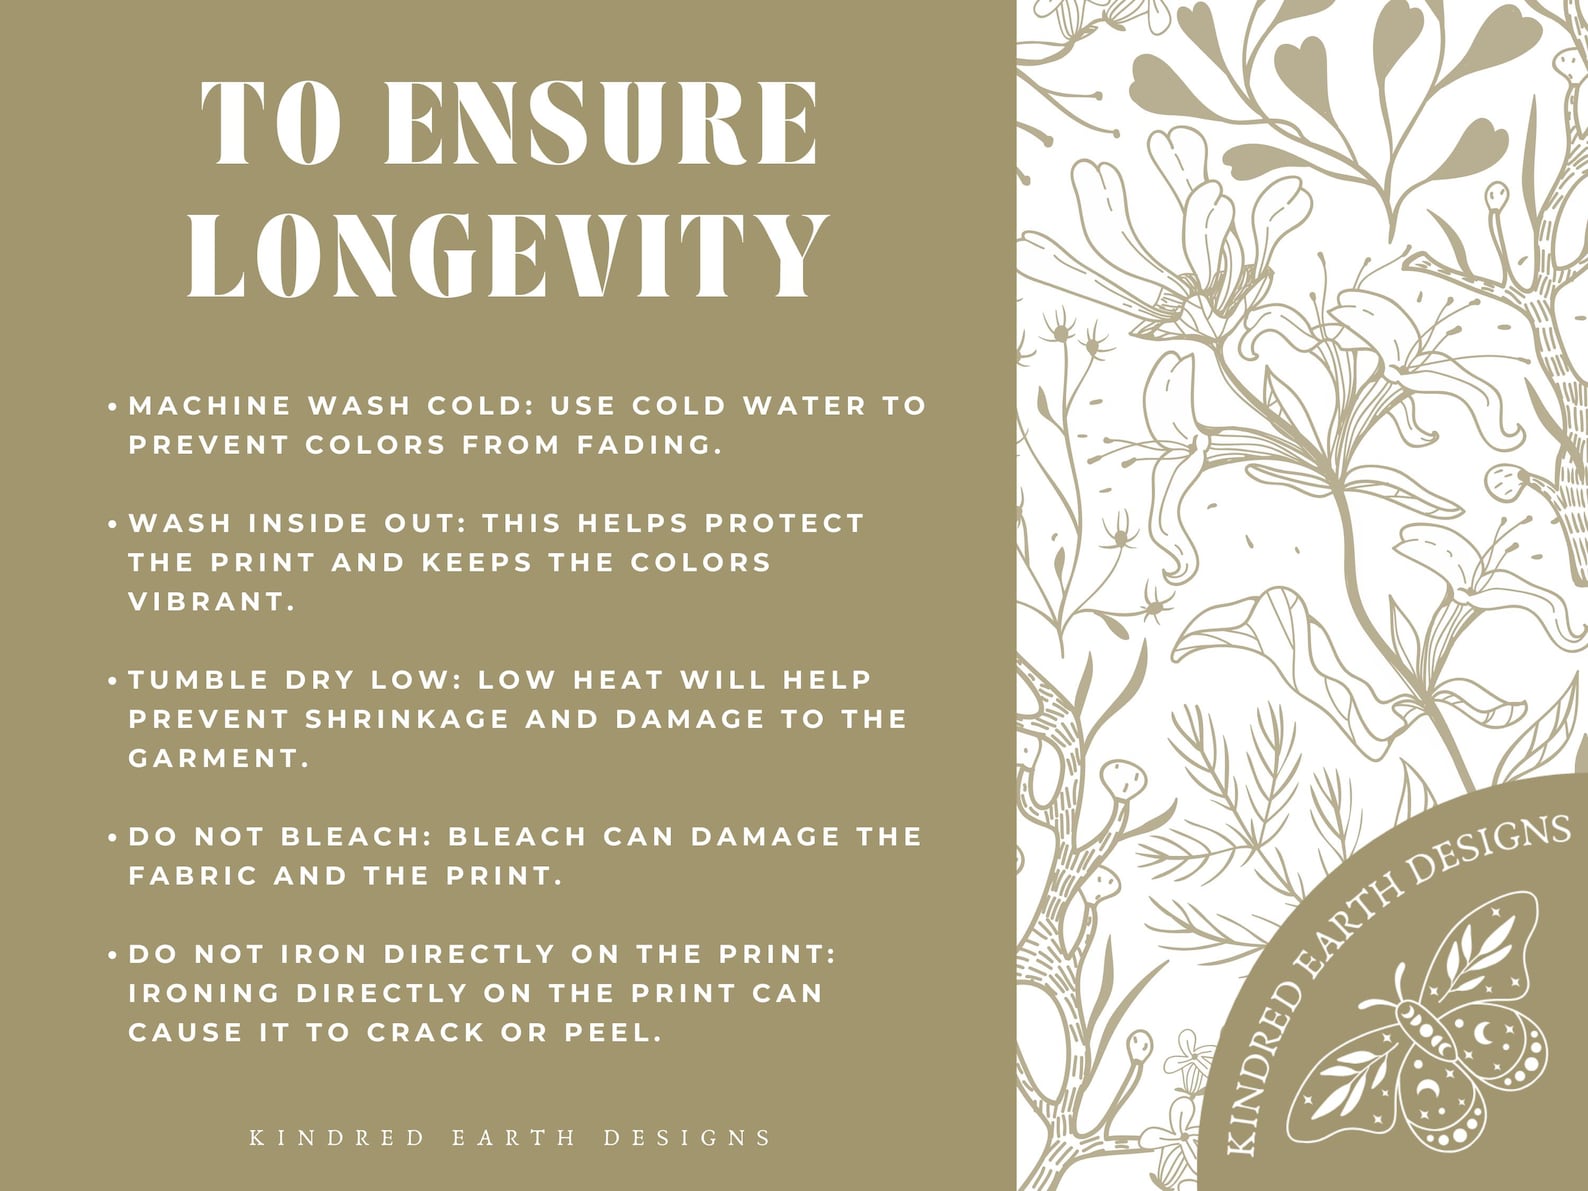 TO ENSURE
LONGEVITY
• MACHINE WASH COLD: USE COLD WATER TO
PREVENT COLORS FROM FADING.
• WASH INSIDE OUT: THIS HELPS PROTECT
THE PRINT AND KEEPS THE COLORS
VIBRANT.
• TUMBLE DRY LOW: LOW HEAT WILL HELP
PREVENT SHRINKAGE AND DAMAGE TO THE
GARMENT.
• DO NOT BLEACH: BLEACH CAN DAMAGE THE
FABRIC AND THE PRINT.
• DO NOT IRON DIRECTLY ON THE PRINT:
IRONING DIRECTLY ON THE PRINT CAN
CAUSE IT TO CRACK OR PEEL.
KINDRED EARTH DESIGNS
KINDRED EARTH DESIGNS